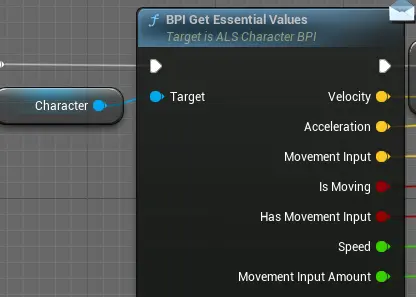 BPI Get Essential Values
Target is ALS Character BPI
Character
Target
Velocity
Acceleration
Movement Input
Is Moving
Has Movement Input
Speed
Movement Input Amount